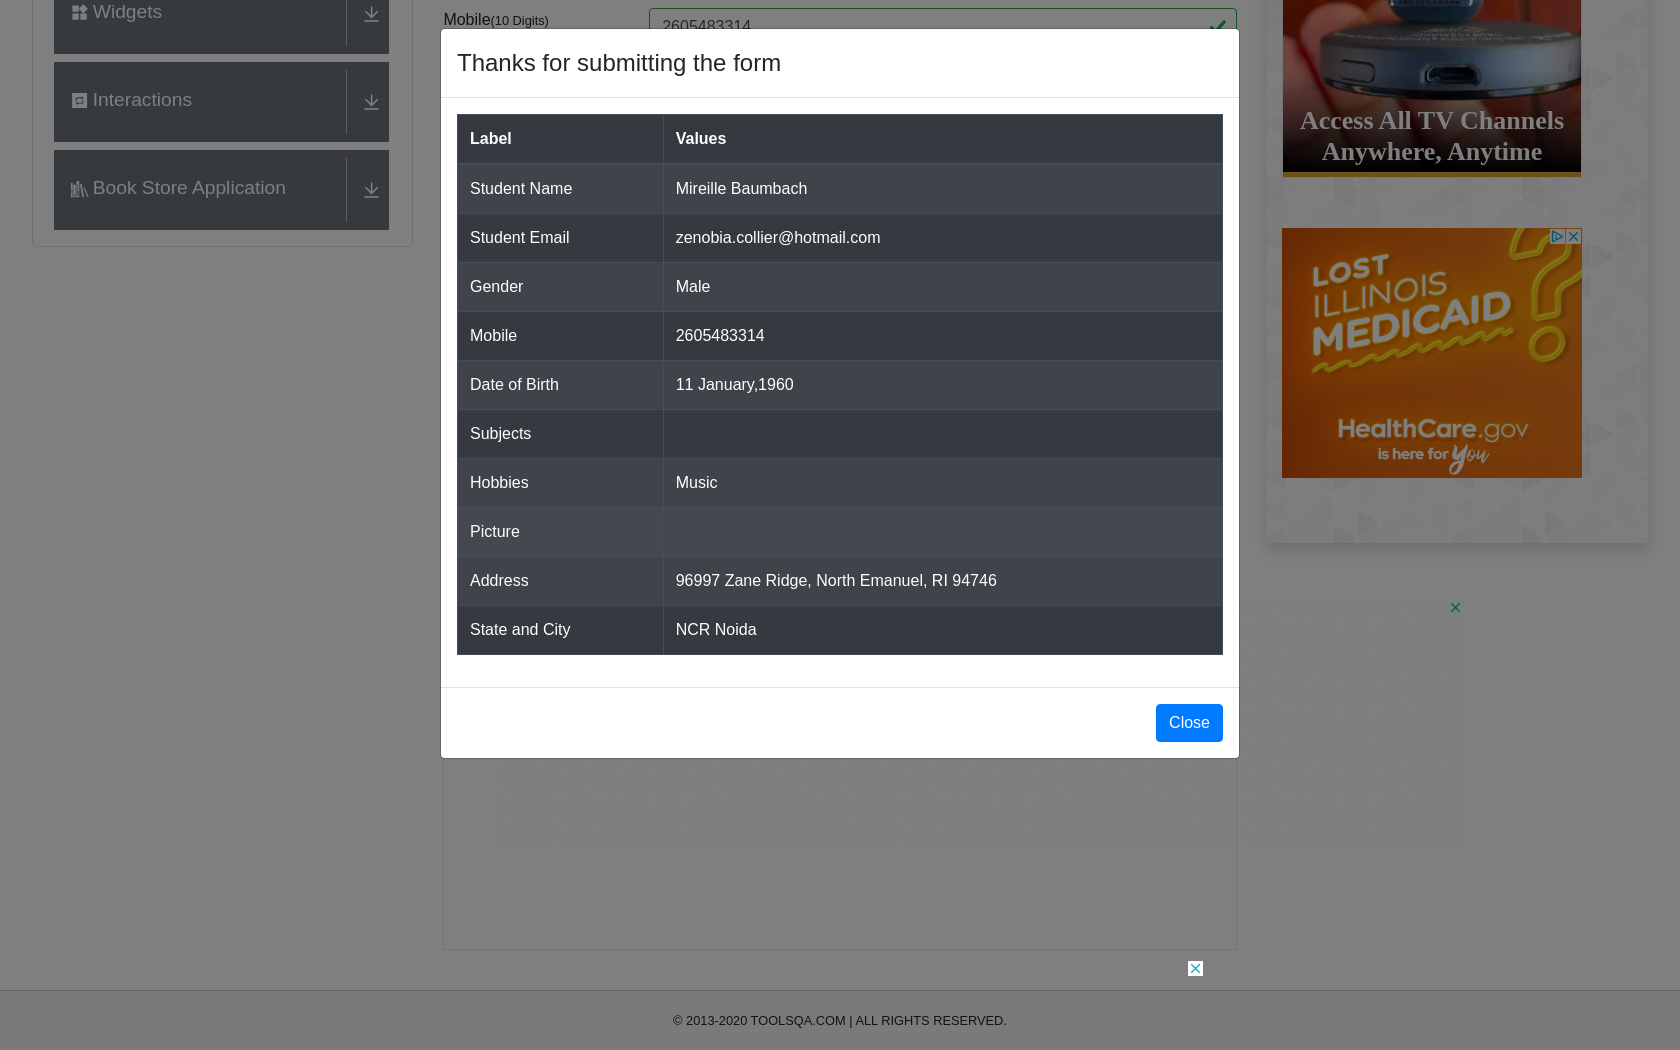 Widgets
Interactions
Book Store Application
Mobile(10 Digits)
2605483314
Thanks for submitting the form
Label Values
Student Name Mireille Baumbach
Student Email zenobia.collier@hotmail.com
Gender Male
Mobile 2605483314
Date of Birth 11 January,1960
Subjects
Hobbies Music
Picture
Address 96997 Zane Ridge, North Emanuel, RI 94746
State and City NCR Noida
Close
Access All TV Channels
Anywhere, Anytime
LOST
ILLINOIS
MEDICAID
?
HealthCare.gov
is here for you
© 2013-2020 TOOLSQA.COM | ALL RIGHTS RESERVED.